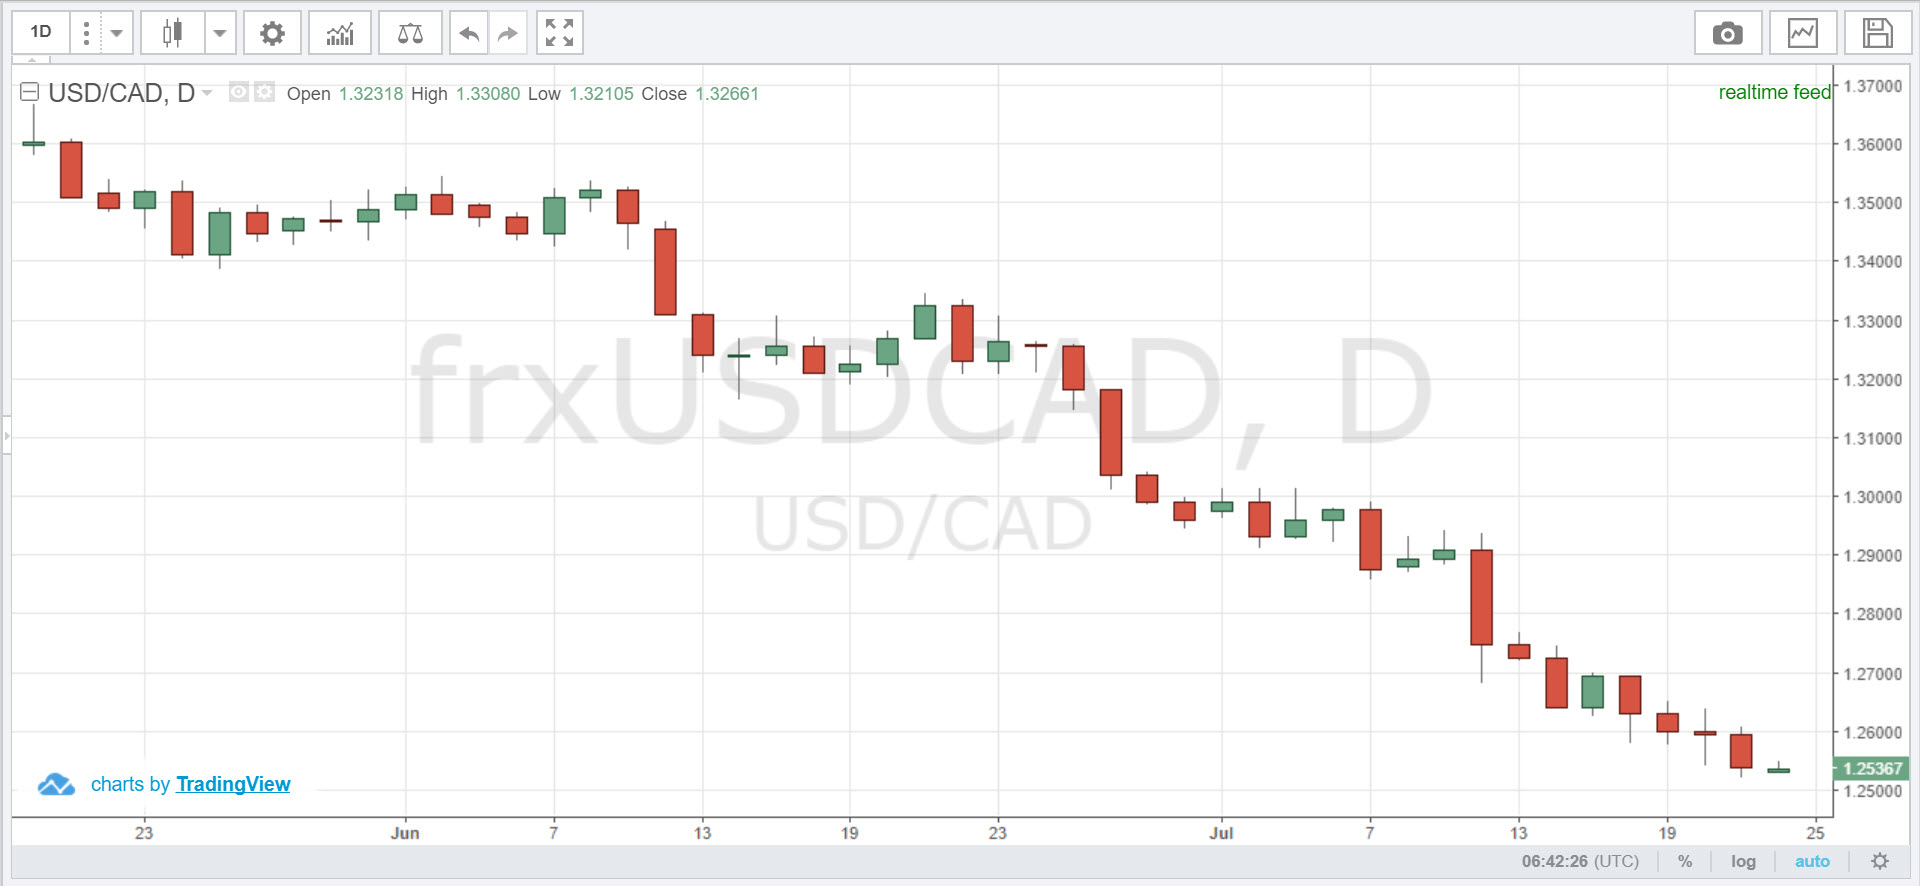 1D
USD/CAD, D Open 1.32318 High 1.33080 Low 1.32105 Close 1.32661
realtime feed
1.37000
1.36000
1.35000
1.34000
1.33000
1.32000
1.31000
1.30000
1.29000
1.28000
1.27000
1.26000
1.25367
1.25000
frxUSDCAD, D
USD/CAD
charts by TradingView
23 Jun 7 13 19 23 Jul 7 13 19 25
06:42:26 (UTC) % log auto